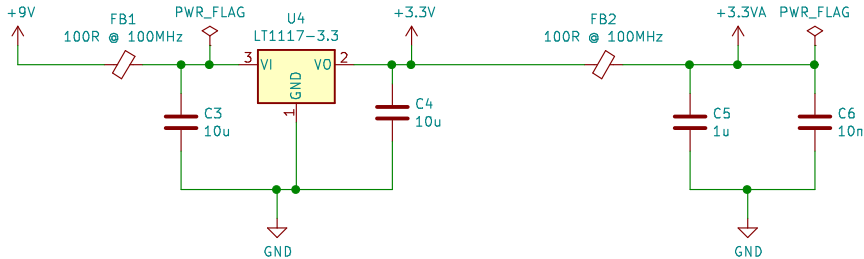 +9V
FB1
100R @ 100MHz
PWR_FLAG
U4
LT1117-3.3
3
VI
VO
2
GND
1
C3
10u
C4
10u
GND
+3.3V
FB2
100R @ 100MHz
+3.3VA
PWR_FLAG
C5
1u
C6
10n
GND